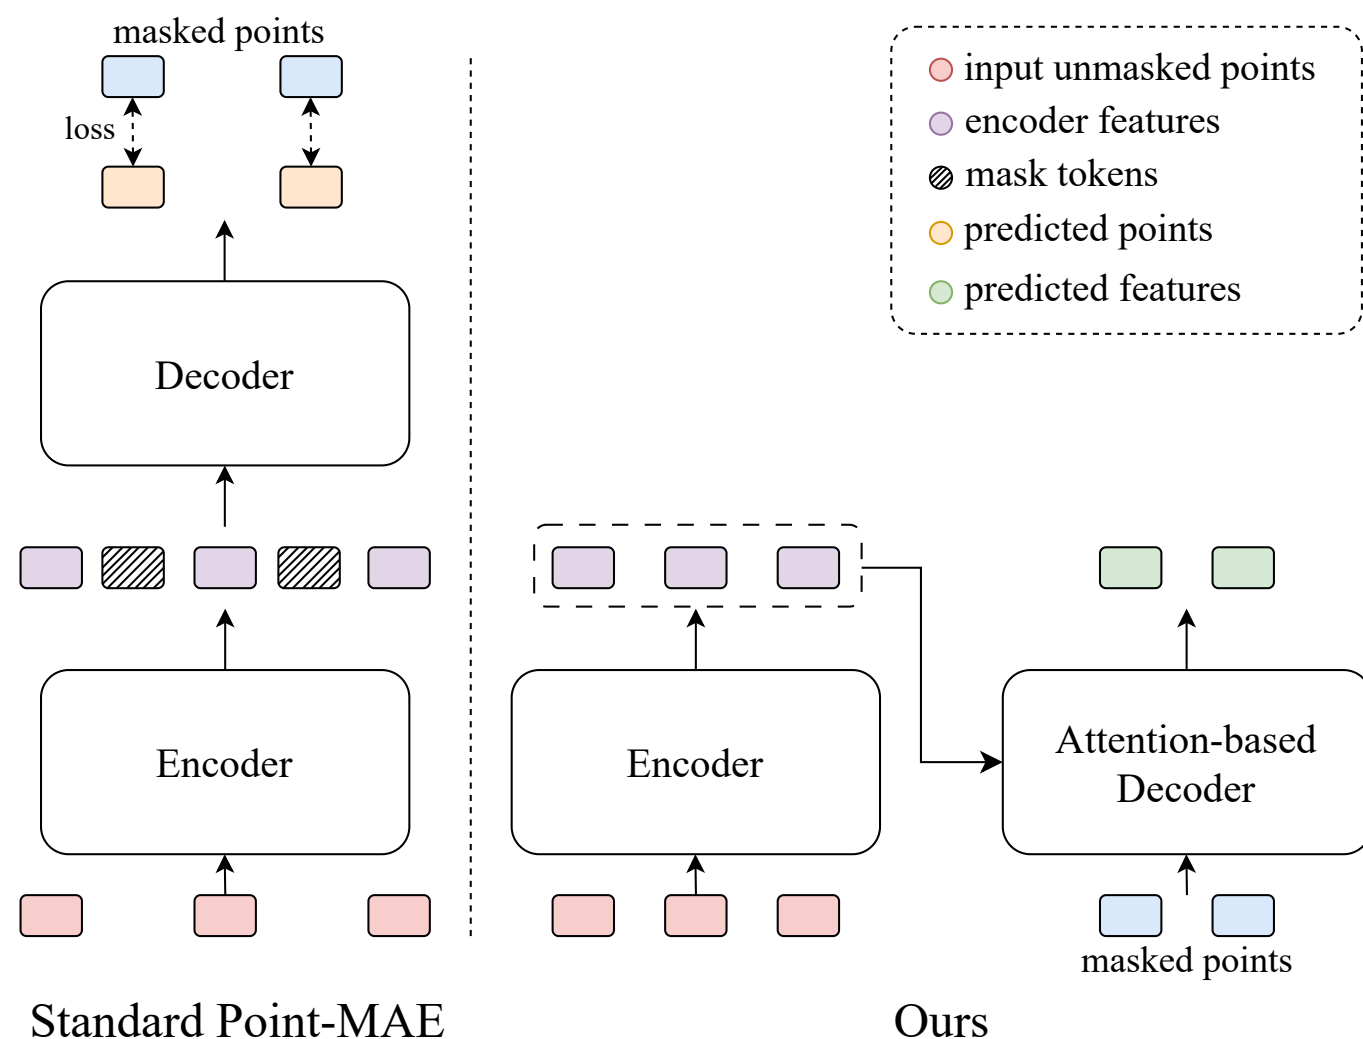 masked points
loss
Decoder
Encoder
Standard Point-MAE
input unmasked points
encoder features
mask tokens
predicted points
predicted features
Encoder
Attention-based
Decoder
masked points
Ours